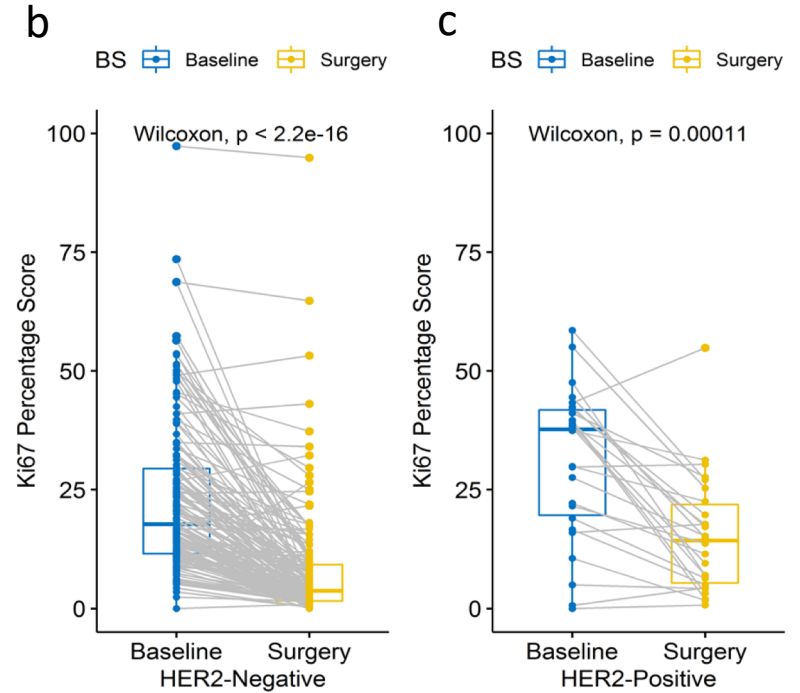 b
BS Baseline Surgery
Wilcoxon, p < 2.2e-16
100
75
50
25
0
Ki67 Percentage Score
Baseline Surgery
HER2-Negative
c
BS Baseline Surgery
Wilcoxon, p = 0.00011
100
75
50
25
0
Ki67 Percentage Score
Baseline Surgery
HER2-Positive